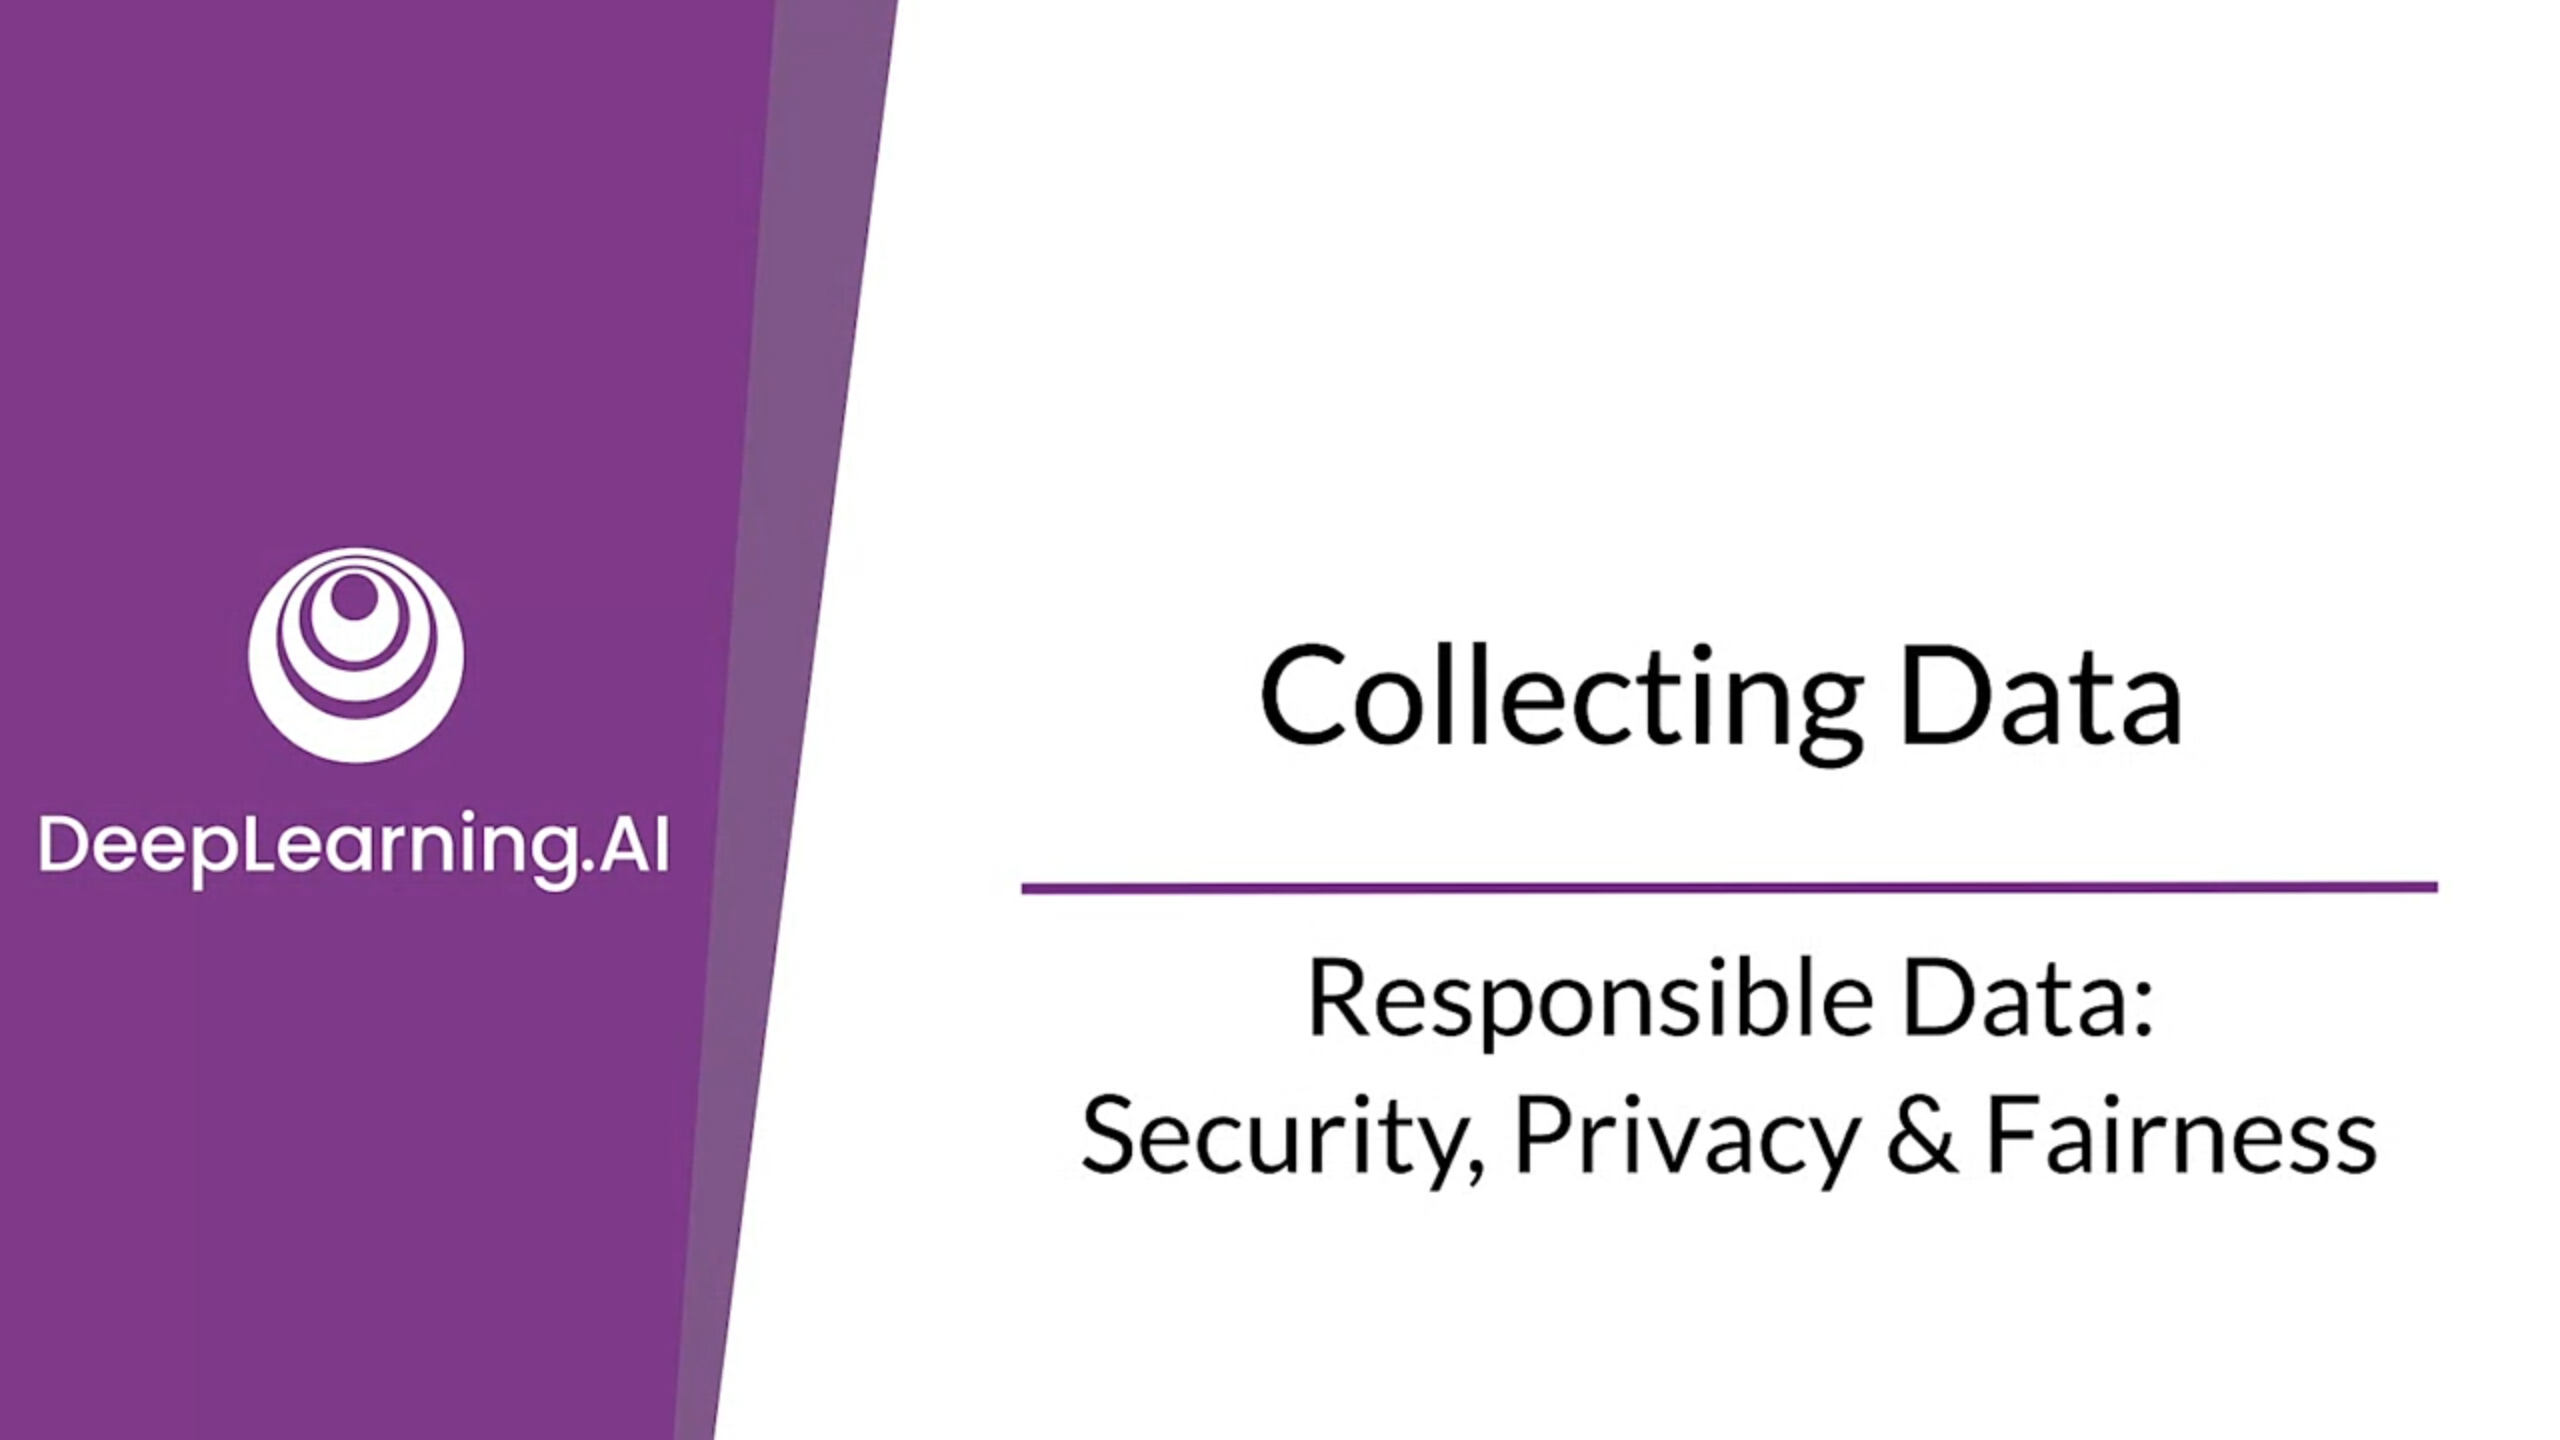 DeepLearning.AI
Collecting Data
Responsible Data:
Security, Privacy & Fairness